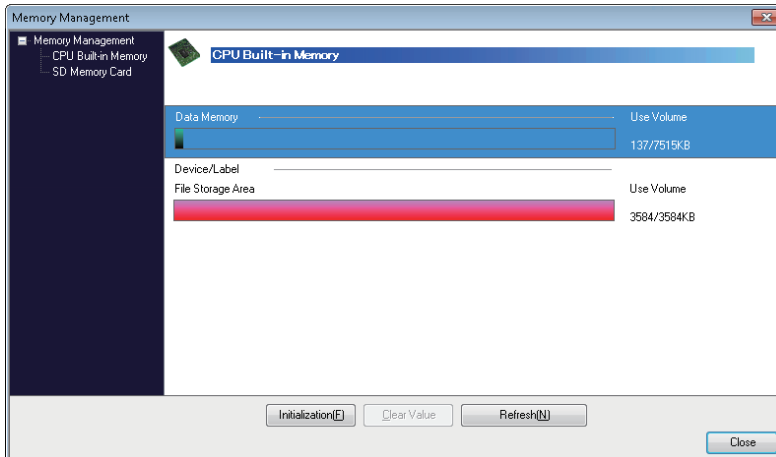 Memory Management
Memory Management
CPU Built-in Memory
SD Memory Card
CPU Built-in Memory
Data Memory Use Volume
137/7515KB
Device/Label
File Storage Area Use Volume
3584/3584KB
Initialization(F) Clear Value Refresh(N)
Close